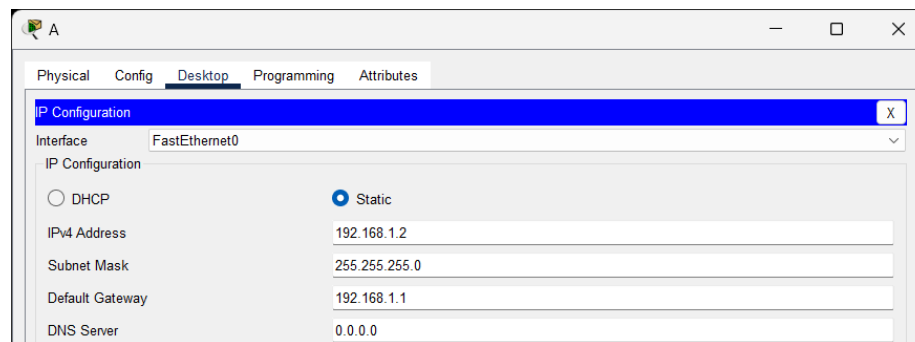 A
Physical Config Desktop Programming Attributes
IP Configuration X
Interface FastEthernet0
IP Configuration
DHCP Static
IPv4 Address 192.168.1.2
Subnet Mask 255.255.255.0
Default Gateway 192.168.1.1
DNS Server 0.0.0.0